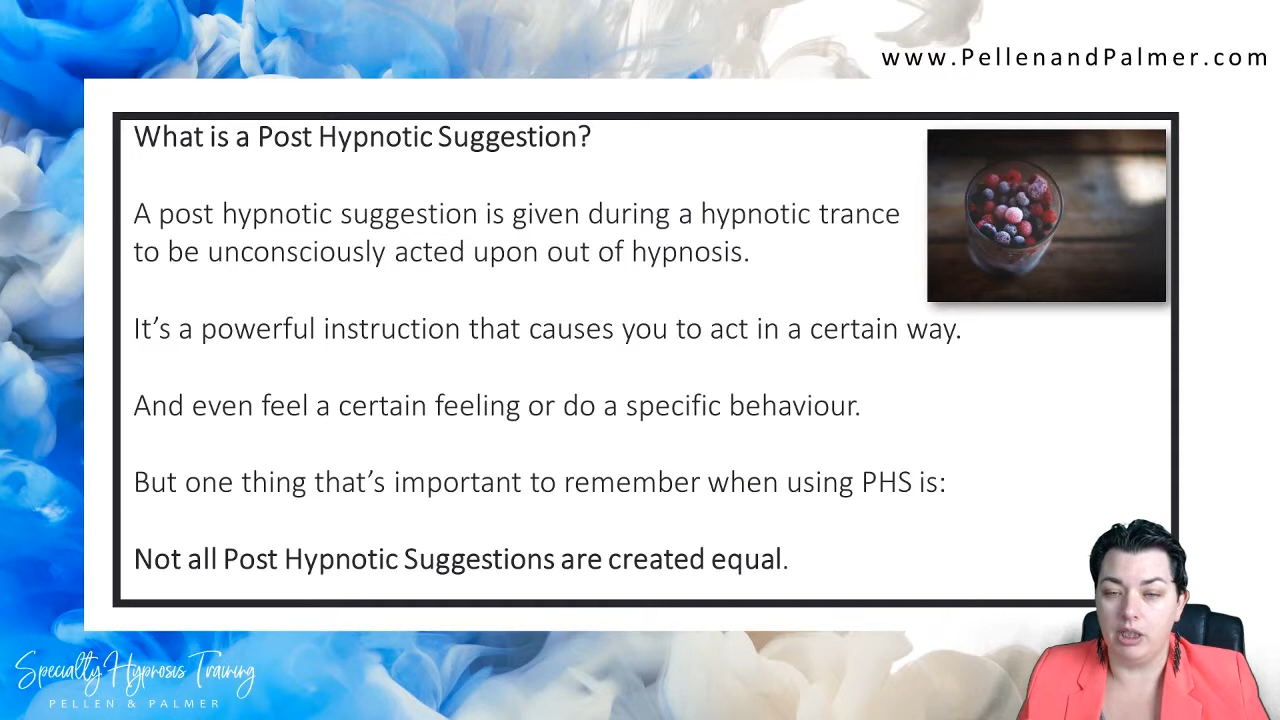 www.PellenandPalmer.com
What is a Post Hypnotic Suggestion?
A post hypnotic suggestion is given during a hypnotic trance
to be unconsciously acted upon out of hypnosis.
It’s a powerful instruction that causes you to act in a certain way.
And even feel a certain feeling or do a specific behaviour.
But one thing that’s important to remember when using PHS is:
Not all Post Hypnotic Suggestions are created equal.
Specialty Hypnosis Training
PELLEN & PALMER